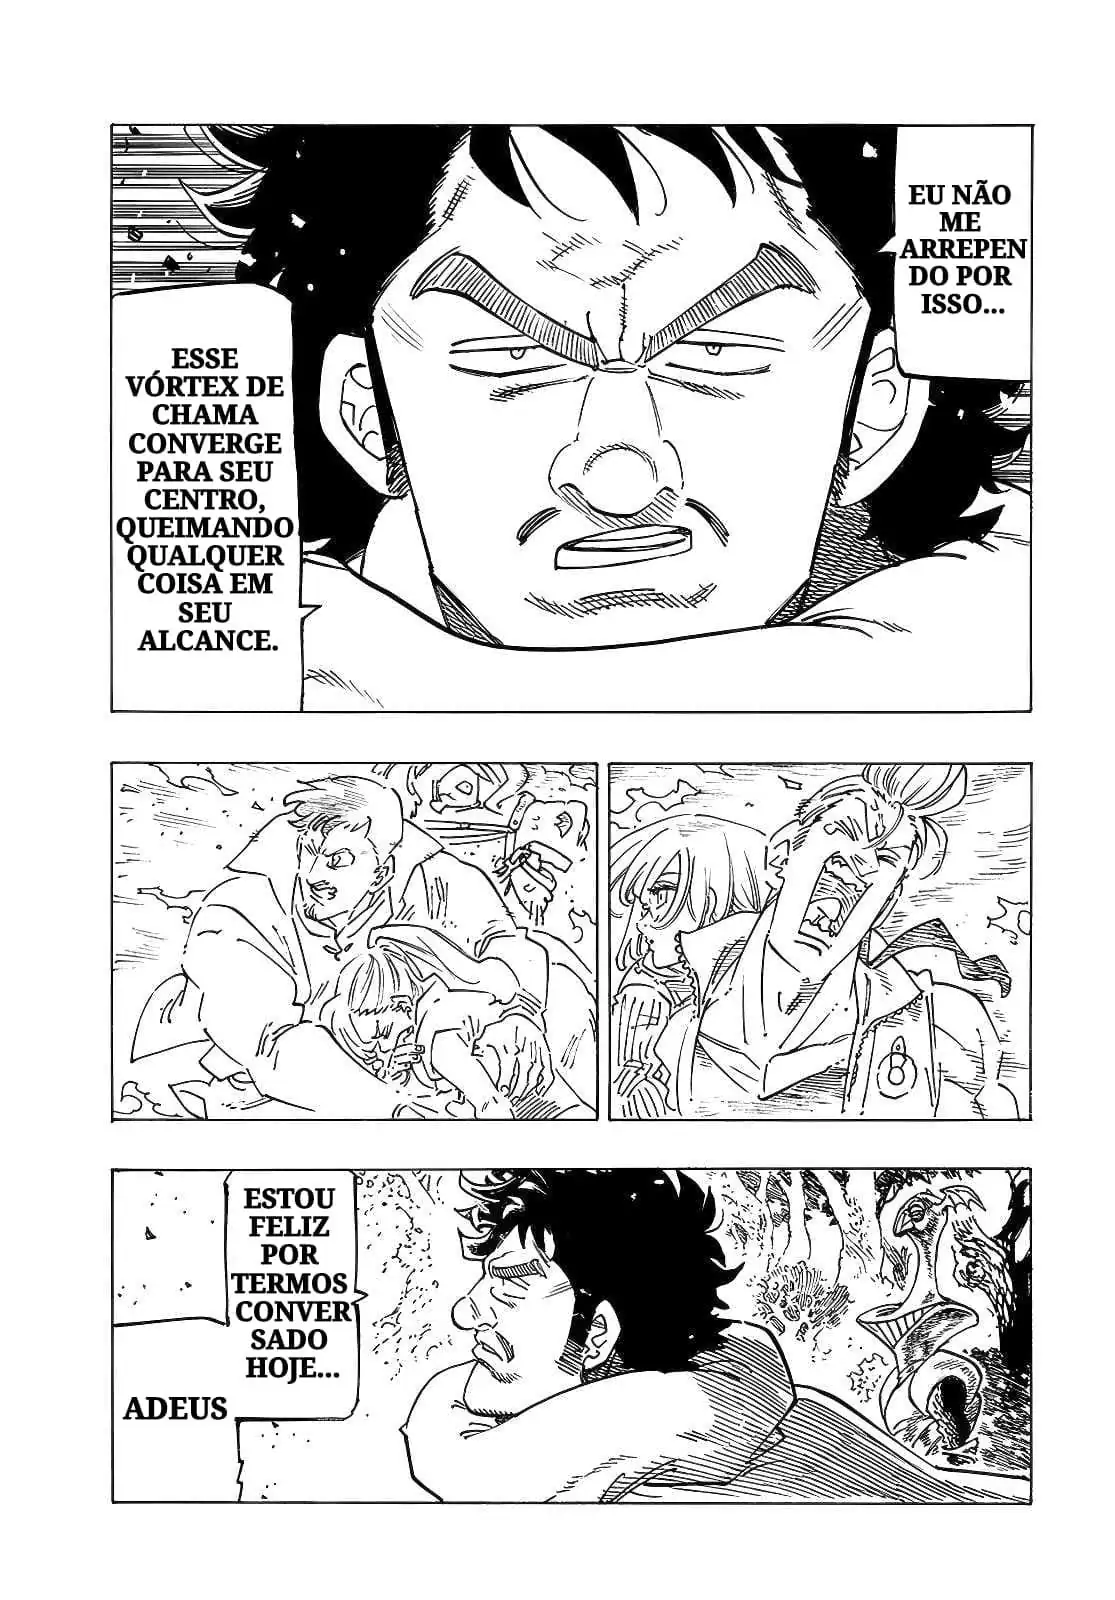 EU NÃO
ME
ARREPEN
DO POR
ISSO...
ESSE
VÓRTEX DE
CHAMA
CONVERGE
PARA SEU
CENTRO,
QUEIMANDO
QUALQUER
COISA EM
SEU
ALCANCE.
ESTOU
FELIZ
POR
TERMOS
CONVER
SADO
HOJE...
ADEUS